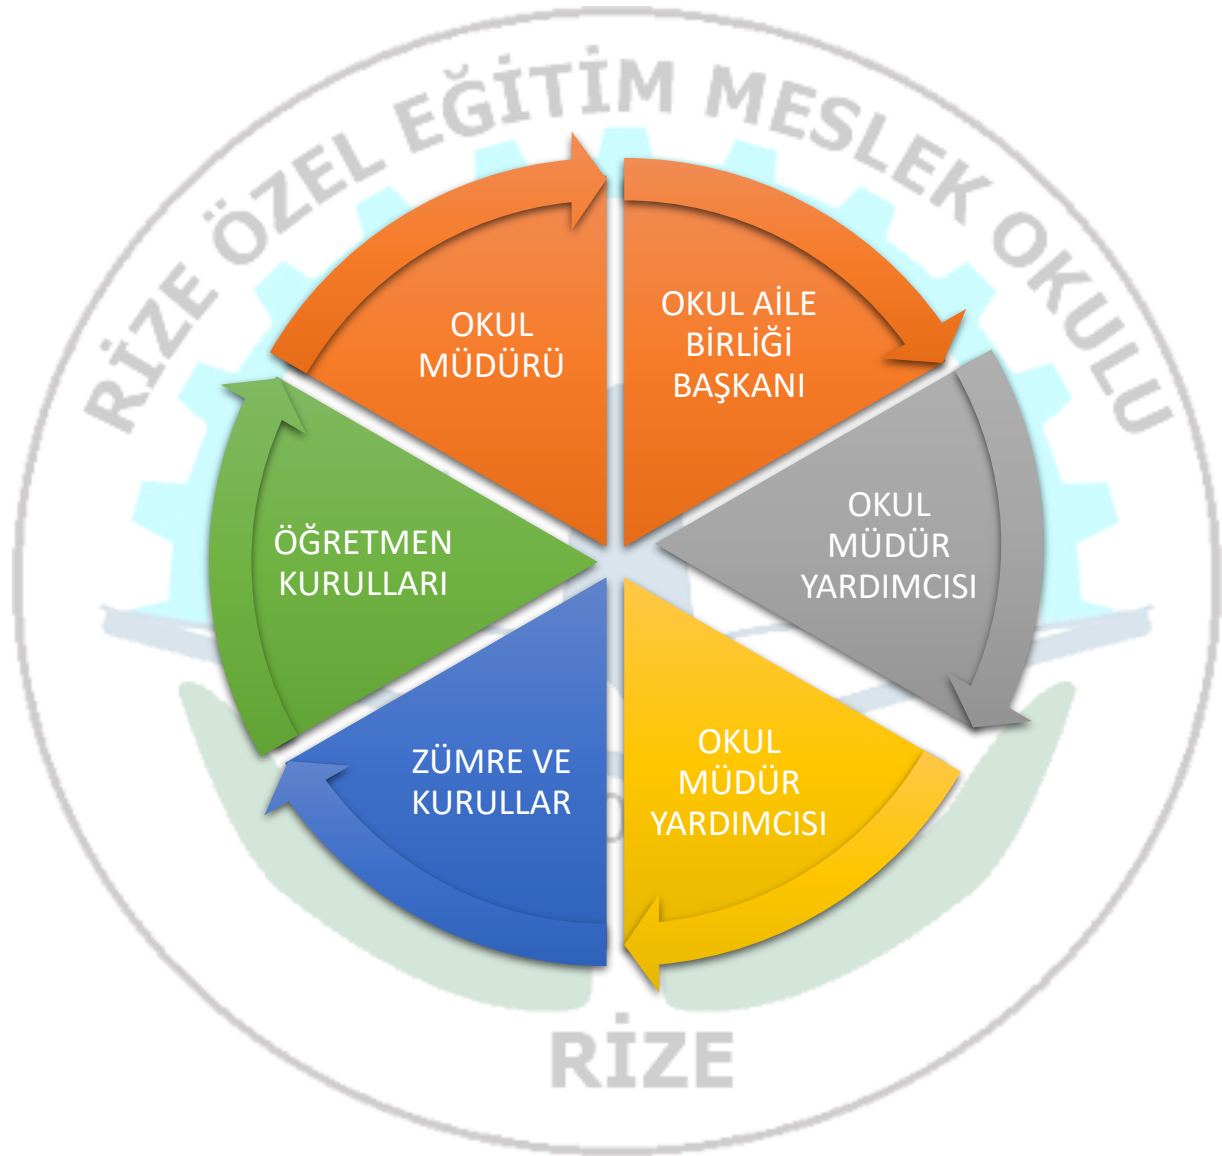 RİZE ÖZEL EĞİTİM MESLEK OKULU
OKUL
MÜDÜRÜ
OKUL AİLE
BİRLİĞİ
BAŞKANI
OKUL
MÜDÜR
YARDIMCISI
OKUL
MÜDÜR
YARDIMCISI
ZÜMRE VE
KURULLAR
ÖĞRETMEN
KURULLARI
RİZE